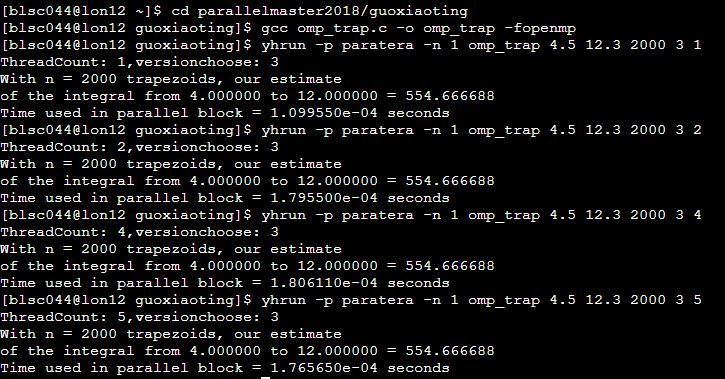 [blsc044@lon12 ~]$ cd parallelmaster2018/guoxiaoting
[blsc044@lon12 guoxiaoting]$ gcc omp_trap.c -o omp_trap -fopenmp
[blsc044@lon12 guoxiaoting]$ yhrun -p paratera -n 1 omp_trap 4.5 12.3 2000 3 1
ThreadCount: 1,versionchoose: 3
With n = 2000 trapezoids, our estimate
of the integral from 4.000000 to 12.000000 = 554.666688
Time used in parallel block = 1.099550e-04 seconds
[blsc044@lon12 guoxiaoting]$ yhrun -p paratera -n 1 omp_trap 4.5 12.3 2000 3 2
ThreadCount: 2,versionchoose: 3
With n = 2000 trapezoids, our estimate
of the integral from 4.000000 to 12.000000 = 554.666688
Time used in parallel block = 1.795500e-04 seconds
[blsc044@lon12 guoxiaoting]$ yhrun -p paratera -n 1 omp_trap 4.5 12.3 2000 3 4
ThreadCount: 4,versionchoose: 3
With n = 2000 trapezoids, our estimate
of the integral from 4.000000 to 12.000000 = 554.666688
Time used in parallel block = 1.806110e-04 seconds
[blsc044@lon12 guoxiaoting]$ yhrun -p paratera -n 1 omp_trap 4.5 12.3 2000 3 5
ThreadCount: 5,versionchoose: 3
With n = 2000 trapezoids, our estimate
of the integral from 4.000000 to 12.000000 = 554.666688
Time used in parallel block = 1.765650e-04 seconds